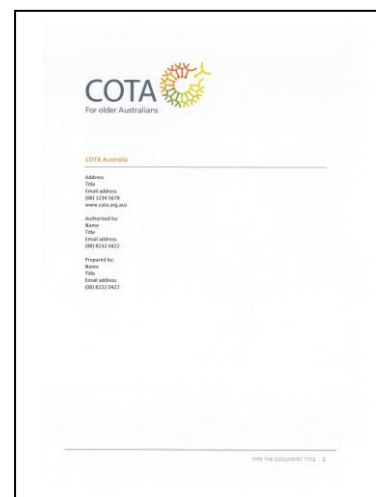 COTA
For older Australians
COTA Australia
Address
Title
Email address
(08) 1234 5678
www.cota.org.aus
Authorised by:
Name
Title
Email address
(08) 8232 0422
Prepared by:
Name
Title
Email address
(08) 8232 0422
TYPE THE DOCUMENT TITLE 2